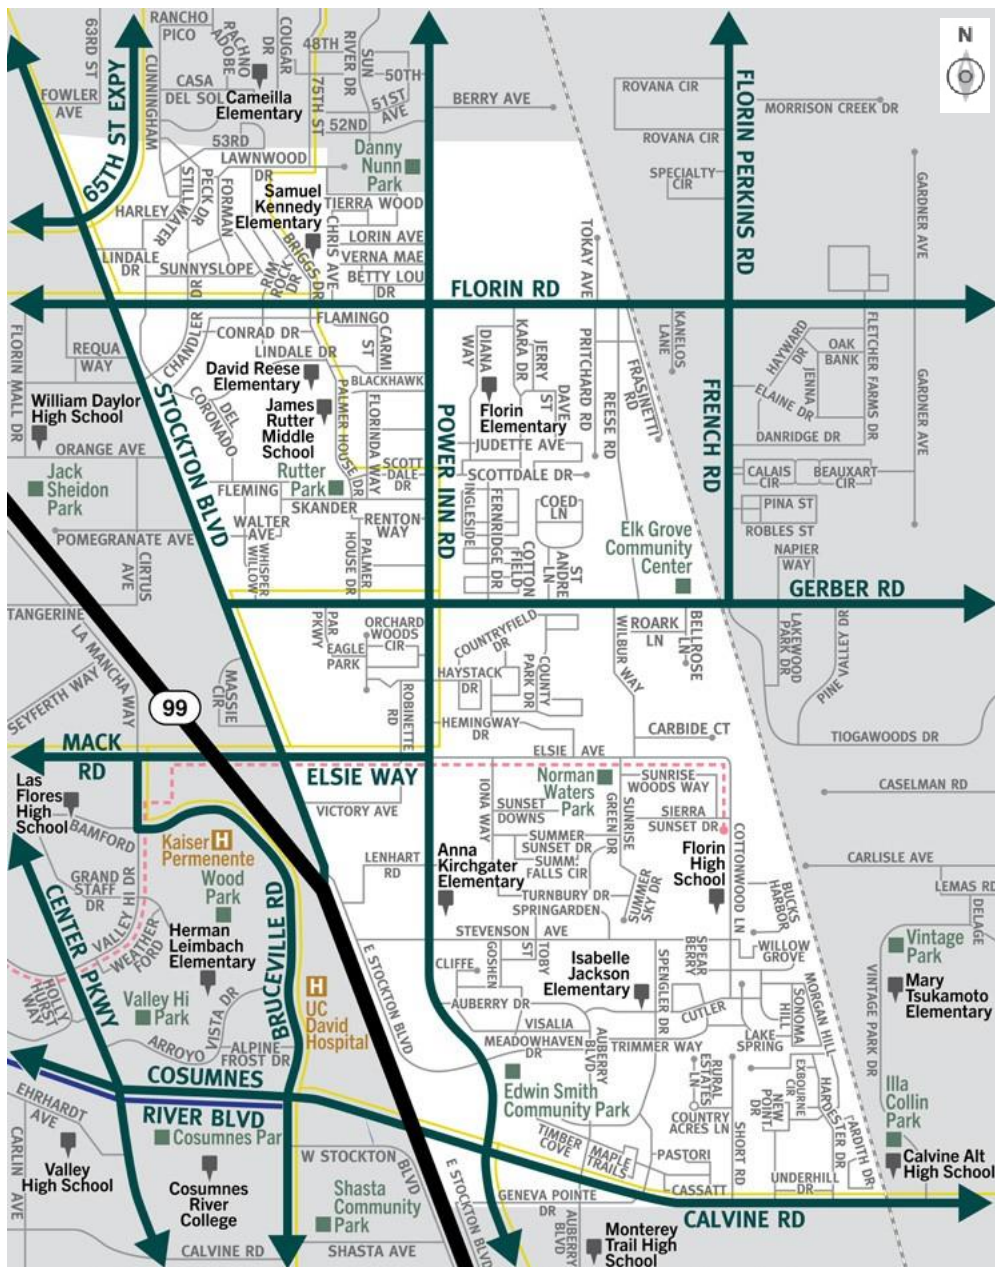 N
63RD ST
65TH ST EXPY
CUNNINGHAM
RANCHO
PICO
RACHNO
ADOBE
COUGAR
DR
48TH
75TH ST
RIVER DR
SUN
50TH
51ST
AVE
52ND
FOWLER
AVE
CASA
DEL SOL
Cameilla
Elementary
53RD
LAWNWOOD
DR
BERRY AVE
ROVANA CIR
ROVANA CIR
MORRISON CREEK DR
FLORIN PERKINS RD
SPECIALTY
CIR
GARDNER AVE
Danny
Nunn
Park
Samuel
Kennedy
Elementary
TIERRA WOOD
HARLEY
STILL WATER
PECK DR
FORMAN
CHRIS AVE
LORIN AVE
VERNA MAE
BETTY LOU
DR
BRIGGS DR
RIM
ROCK DR
LINDALE
DR
SUNNYSLOPE
DR
TOKAY AVE
FLORIN RD
FLAMINGO
CONRAD DR
CHANDLER
LINDALE DR
CARMI
ST
BLACKHAWK
David Reese
Elementary
James
Rutter
Middle
School
PALMER HOUSE DR
FLORINDA WAY
FLORIN MALL DR
REQUA
WAY
William Daylor
High School
ORANGE AVE
Jack
Sheidon
Park
STOCKTON BLVD
DEL
CORONADO
POWER INN RD
DIANA
WAY
KARA DR
JERRY
ST
DAVE
PRITCHARD RD
REESE RD
FRASINETTI
RD
KANELOS
LANE
Florin
Elementary
JUDETTE AVE
SCOTTDALE DR
FRENCH RD
HAYWARD
DR
OAK
BANK
JENNA
ELAINE DR
FLETCHER FARMS DR
GARDNER AVE
DANRIDGE DR
CALAIS
CIR
BEAUXART
CIR
PINA ST
ROBLES ST
NAPIER
WAY
Rutter
Park
SCOTT
DALE
DR
FLEMING
SKANDER
WALTER
AVE
RENTON
WAY
WHISPER
WILLOW
PALMER
HOUSE DR
INGLESIDE
FERNRIDGE DR
COTTON
FIELD
COED
LN
ST
ANDRE
LN
Elk Grove
Community
Center
POMEGRANATE AVE
CIRTUS
AVE
TANGERINE
GERBER RD
LA MANCHA WAY
SEYFERTH WAY
MASSIE
CIR
99
PAR
PKWY
ORCHARD
WOODS
CIR
EAGLE
PARK
ROBINETTE
RD
COUNTRYFIELD
DR
HAYSTACK
DR
COUNTY
PARK DR
HEMINGWAY
DR
WILBUR WAY
ROARK
LN
BELLROSE
LN
LAKEWOOD
PARK DR
PINE
VALLEY DR
TIOGAWOODS DR
CARBIDE CT
MACK
RD
ELSIE WAY
ELSIE AVE
VICTORY AVE
Las
Flores
High
School
BAMFORD
Kaiser
Permenente
H
Wood
Park
GRAND
STAFF
DR
VALLEY HI DR
WEATHER
FORD
CENTER PKWY
BRUCEVILLE RD
LENHART
RD
IONA WAY
Norman
Waters
Park
SUNSET
DOWNS
GREEN DR
SUNRISE
SUNRISE
WOODS WAY
SIERRA
SUNSET DR
SUMMER
SUNSET DR
SUMM.
FALLS CIR
CASELMAN RD
CARLISLE AVE
LEMAS RD
DELAGE
Florin
High
School
COTTONWOOD LN
BUCKS
HARBOR
Anna
Kirchgater
Elementary
TURNBURY DR
SPRINGARDEN
SUMMER
SKY DR
STEVENSON AVE
WILLOW
GROVE
Herman
Leimbach
Elementary
HOLLY
HURST
WAY
Valley Hi
Park
VISTA DR
ARROYO
ALPINE
FROST DR
H
UC
David
Hospital
E STOCKTON BLVD
CLIFFE
GOSHEN
ST
TOBY
Isabelle
Jackson
Elementary
SPENGLER DR
SPEAR
BERRY
AUBERRY DR
VISALIA
MEADOWHAVEN
DR
AUBERRY
BLVD
TRIMMER WAY
CUTLER
LAKE
SPRING
HILL
SONOMA
MORGAN HILL
Vintage
Park
Mary
Tsukamoto
Elementary
VINTAGE PARK DR
COSUMNES
RIVER BLVD
EHRHARDT
AVE
CARLIN AVE
Valley
High School
Cosumnes Par
Cosumnes
River
College
W STOCKTON
BLVD
Shasta
Community
Park
CALVINE RD
SHASTA AVE
E STOCKTON BLVD
Edwin Smith
Community Park
TIMBER
COVE
MAPLE
TRAILS
RURAL
ESTATES
LN
COUNTRY
ACRES LN
SHORT RD
EXBOURNE
CIR
NEW
POINT
DR
HARDESTER DR
ARDITH DR
PASTORI
CASSATT
UNDERHILL
DR
Illa
Collin
Park
Calvine Alt
High School
GENEVA POINTE
DR
AUBERRY
BLVD
CALVINE RD
Monterey
Trail High
School